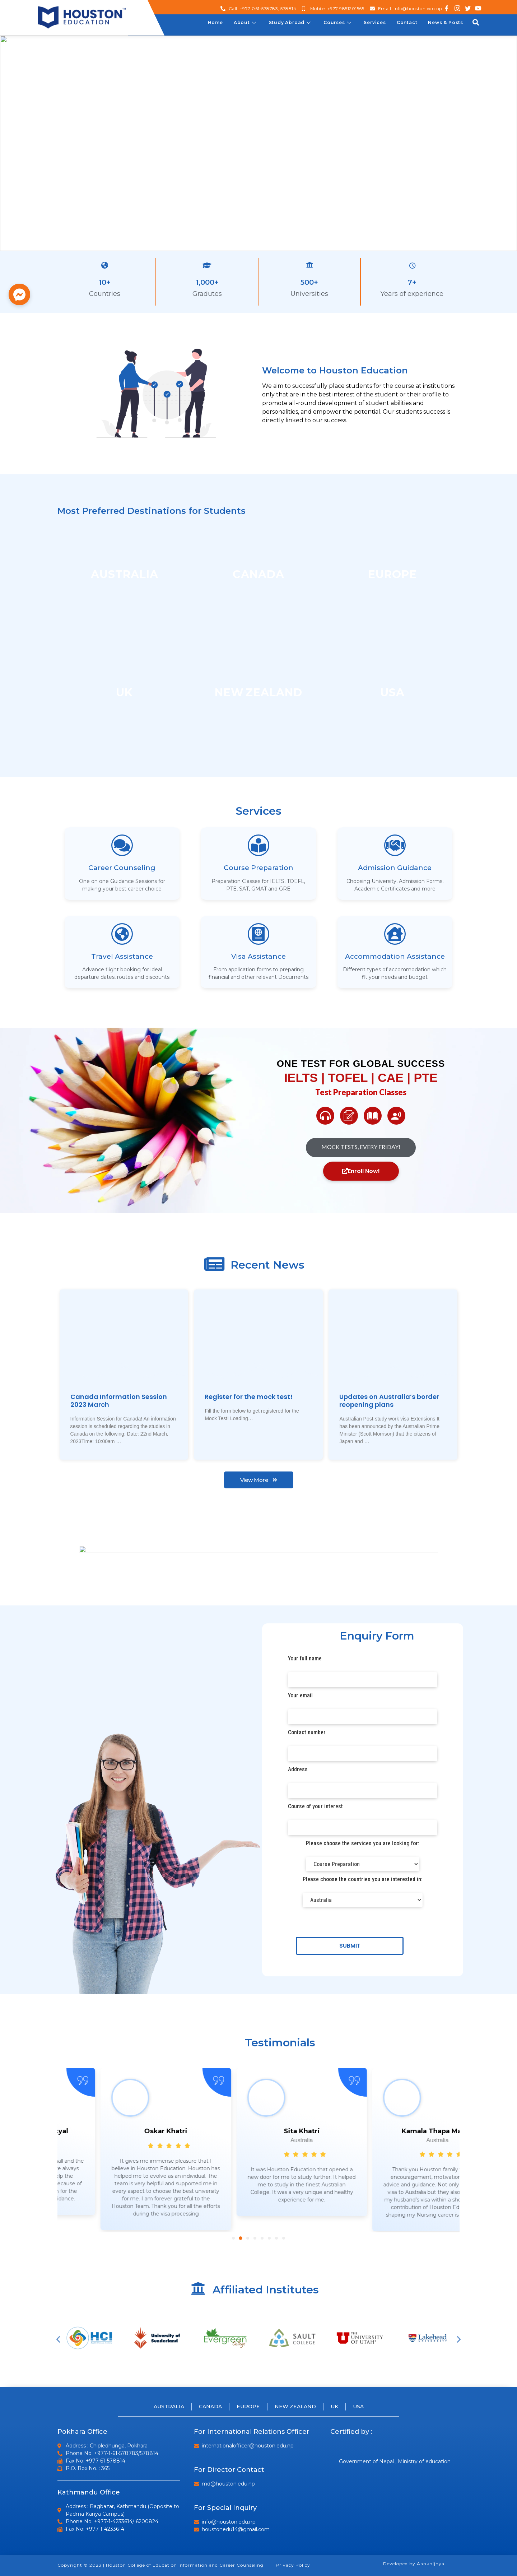 HOUSTON
EDUCATION
Call: +977-061-578783, 578814
Mobile: +977 9851231565
Email: info@houston.edu.np
Home
About
Study Abroad
Courses
Services
Contact
News & Posts
10+
Countries
1,000+
Gradutes
500+
Universities
7+
Years of experience
Welcome to Houston Education
We aim to successfully place students for the course at institutions
only that are in the best interest of the student or their profile to
promote all-round development of student abilities and
personalities, and empower the potential. Our students success is
directly linked to our success.
Most Preferred Destinations for Students
AUSTRALIA
CANADA
EUROPE
UK
NEW ZEALAND
USA
Services
Career Counseling
One on one Guidance Sessions for
making your best career choice
Course Preparation
Preparation Classes for IELTS, TOEFL,
PTE, SAT, GMAT and GRE
Admission Guidance
Choosing University, Admission Forms,
Academic Certificates and more
Travel Assistance
Advance flight booking for ideal
departure dates, routes and discounts
Visa Assistance
From application forms to preparing
financial and other relevant Documents
Accommodation Assistance
Different types of accommodation which
fit your needs and budget
ONE TEST FOR GLOBAL SUCCESS
IELTS | TOFEL | CAE | PTE
Test Preparation Classes
MOCK TESTS, EVERY FRIDAY!
Enroll Now!
Recent News
Canada Information Session
2023 March
Information Session for Canada! An information
session is scheduled regarding the studies in
Canada on the following: Date: 22nd March,
2023Time: 10:00am ....
Register for the mock test!
Fill the form below to get registered for the
Mock Test! Loading....
Updates on Australia's border
reopening plans
Australian Post-study work visa Extensions It
has been announced by the Australian Prime
Minister (Scott Morrison) that the citizens of
Japan and ....
View More
Enquiry Form
Your full name
Your email
Contact number
Address
Course of your interest
Please choose the services you are looking for:
Course Preparation
Please choose the countries you are interested in:
Australia
SUBMIT
Testimonials
Oskar Khatri
It gives me immense pleasure that I
believe in Houston Education. Houston has
helped me to evolve as an individual. The
team is very helpful and supportive and in
every aspect to choose the best university
for me. I am forever grateful to the
Houston Team. Thank you for all the efforts
during the visa processing
Sita Khatri
Australia
It was Houston Education that opened a
new door for me to study further. It helped
me to study in the finest Australian
College. It was a very unique and healthy
experience for me.
Kamala Thapa Ma
Australia
Thank you Houston family
encouragement, motivation
advice and guidance. Not only
visa to Australia but they also
my husband's visa within a sho
contribution of Houston Ed
shaping my Nursing career is
Affiliated Institutes
HCI
University of
Sunderland
Evergreen
SAULT
COLLEGE
THE
UNIVERSITY
OF UTAH
Lakehead
UNIVERSITY
AUSTRALIA
CANADA
EUROPE
NEW ZEALAND
UK
USA
Pokhara Office
Address : Chipledhunga, Pokhara
Phone No: +977-1-61-578783/578814
Fax No: +977-61-578814
P.O. Box No. : 365
Kathmandu Office
Address : Bagbazar, Kathmandu (Opposite to
Padma Kanya Campus)
Phone No: +977-1-4233614/ 6200824
Fax No: +977-1-4233614
For International Relations Officer
internationalofficer@houston.edu.np
For Director Contact
md@houston.edu.np
For Special Inquiry
info@houston.edu.np
houstonedu14@gmail.com
Certified by :
Government of Nepal , Ministry of education
Copyright © 2023 | Houston College of Education Information and Career Counseling
Privacy Policy
Developed by Aantimjhyal